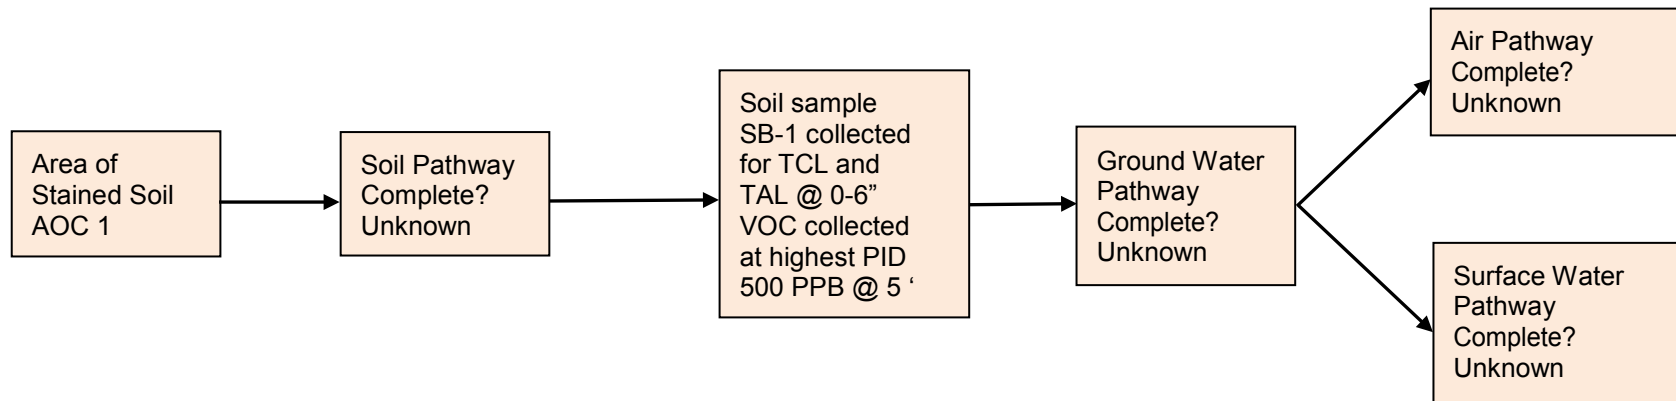 Area of
Stained Soil
AOC 1
Soil Pathway
Complete?
Unknown
Soil sample
SB-1 collected
for TCL and
TAL @ 0-6”
VOC collected
at highest PID
500 PPB @ 5 ‘
Ground Water
Pathway
Complete?
Unknown
Air Pathway
Complete?
Unknown
Surface Water
Pathway
Complete?
Unknown